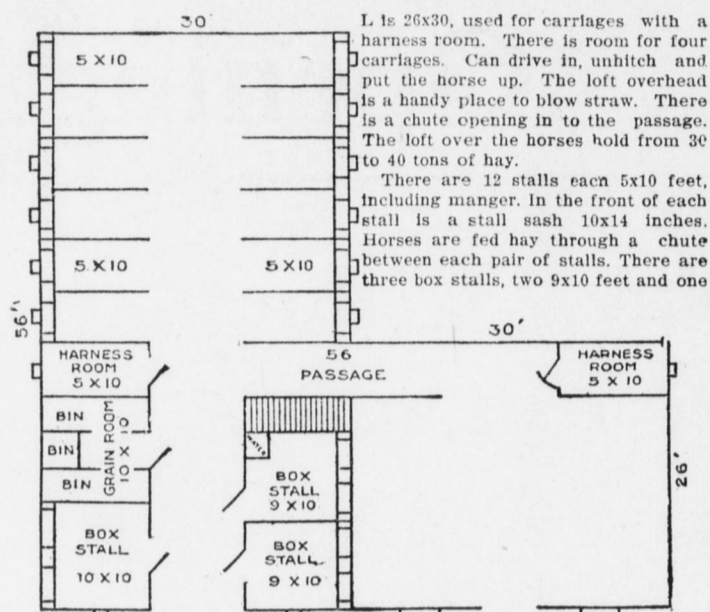 30'
L is 26x30, used for carriages with a
harness room. There is room for four
carriages. Can drive in, unhitch and
put the horse up. The loft overhead
is a handy place to blow straw. There
is a chute opening in to the passage.
The loft over the horses hold from 30
to 40 tons of hay.
There are 12 stalls each 5x10 feet,
including manger. In the front of each
stall is a stall sash 10x14 inches.
Horses are fed hay through a chute
between each pair of stalls. There are
three box stalls, two 9x10 feet and one
5 X 10
5 X 10
5 X 10
56'
HARNESS
ROOM
5 X 10
56
PASSAGE
30'
HARNESS
ROOM
5 X 10
BIN
BIN
BIN
GRAIN ROOM
10 X 10
WATER
BOX
STALL
9 X 10
26'
BOX
STALL
10 X 10
BOX
STALL
9 X 10